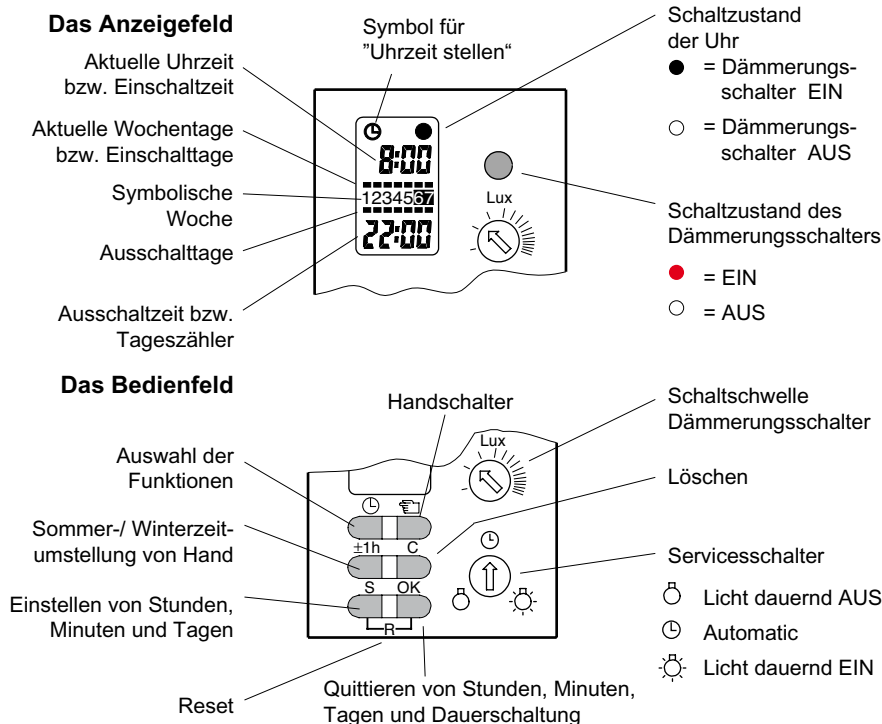 Das Anzeigefeld
Symbol für
"Uhrzeit stellen“
Schaltzustand
der Uhr
= Dämmerungs-
schalter EIN
= Dämmerungs-
schalter AUS
Aktuelle Uhrzeit
bzw. Einschaltzeit
Aktuelle Wochentage
bzw. Einschalttage
Symbolische
Woche
Ausschalttage
Ausschaltzeit bzw.
Tageszähler
8:00
1234567
22:00
Lux
Schaltzustand des
Dämmerungsschalters
= EIN
= AUS
Das Bedienfeld
Handschalter
Schaltschwelle
Dämmerungsschalter
Auswahl der
Funktionen
Löschen
Sommer-/ Winterzeit-
umstellung von Hand
Einstellen von Stunden,
Minuten und Tagen
Lux
±1h C
S OK
R
Servicesschalter
Licht dauernd AUS
Automatic
Licht dauernd EIN
Reset
Quittieren von Stunden, Minuten,
Tagen und Dauerschaltung